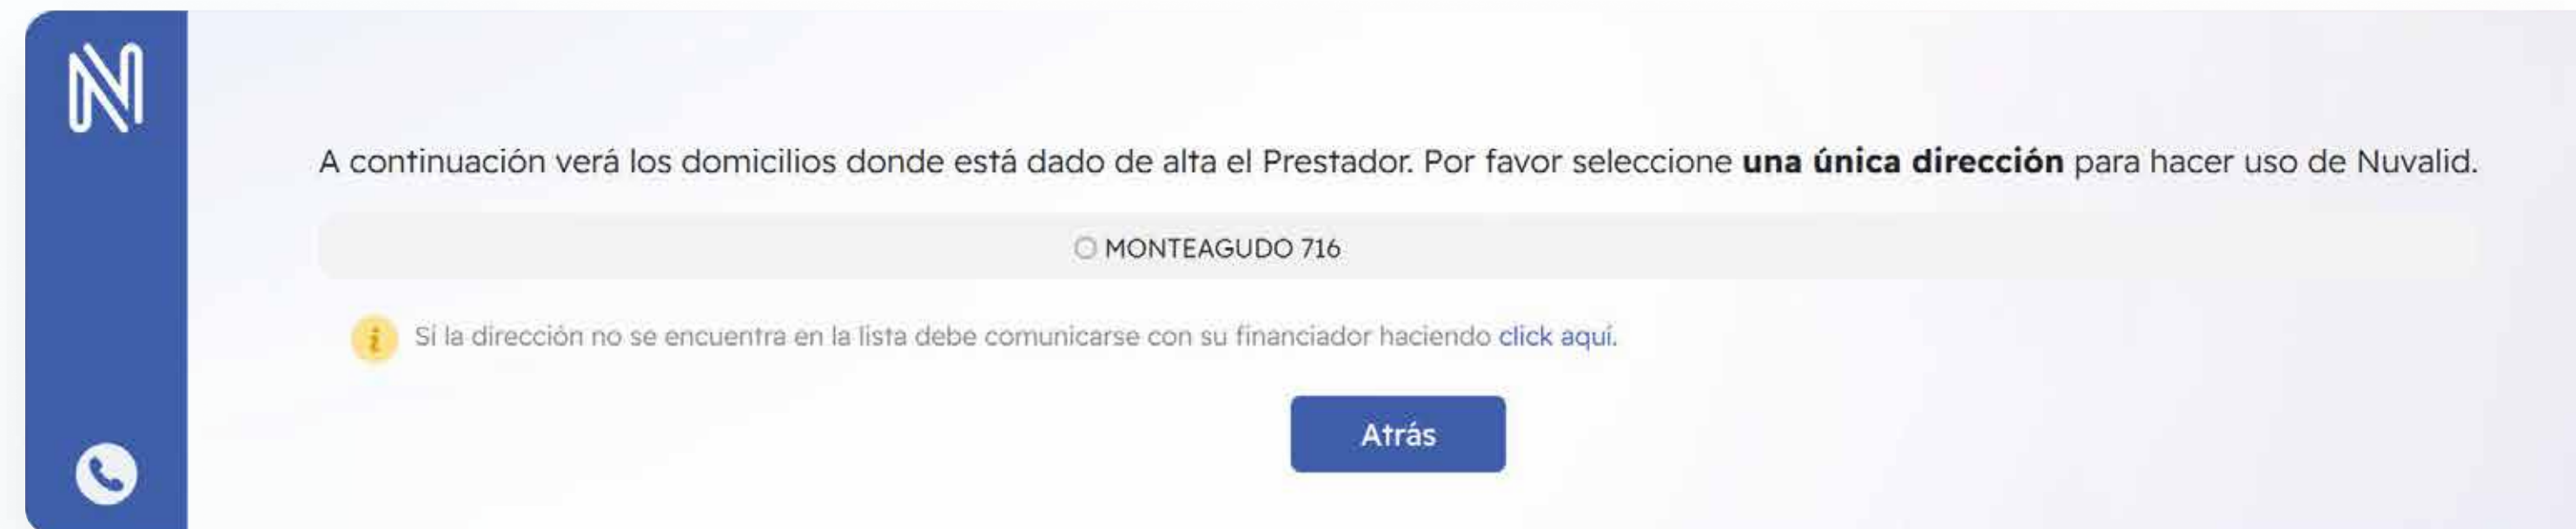 A continuación verá los domicilios donde está dado de alta el Prestador. Por favor seleccione una única dirección para hacer uso de Nuvalid.
MONTEAGUDO 716
Sí la dirección no se encuentra en la lista debe comunicarse con su financiador haciendo click aquí.
Atrás